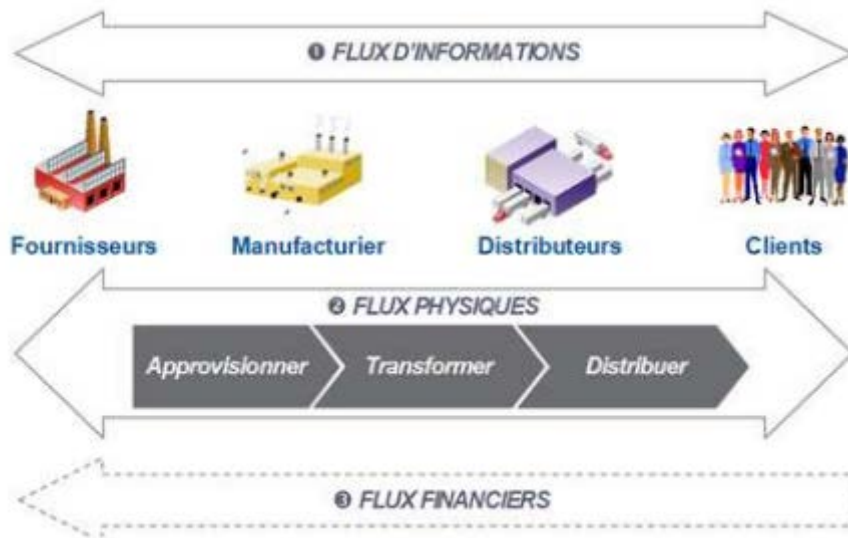 ❶ FLUX D'INFORMATIONS
Fournisseurs Manufacturier Distributeurs Clients
❷ FLUX PHYSIQUES
Approvisionner Transformer Distribuer
❸ FLUX FINANCIERS